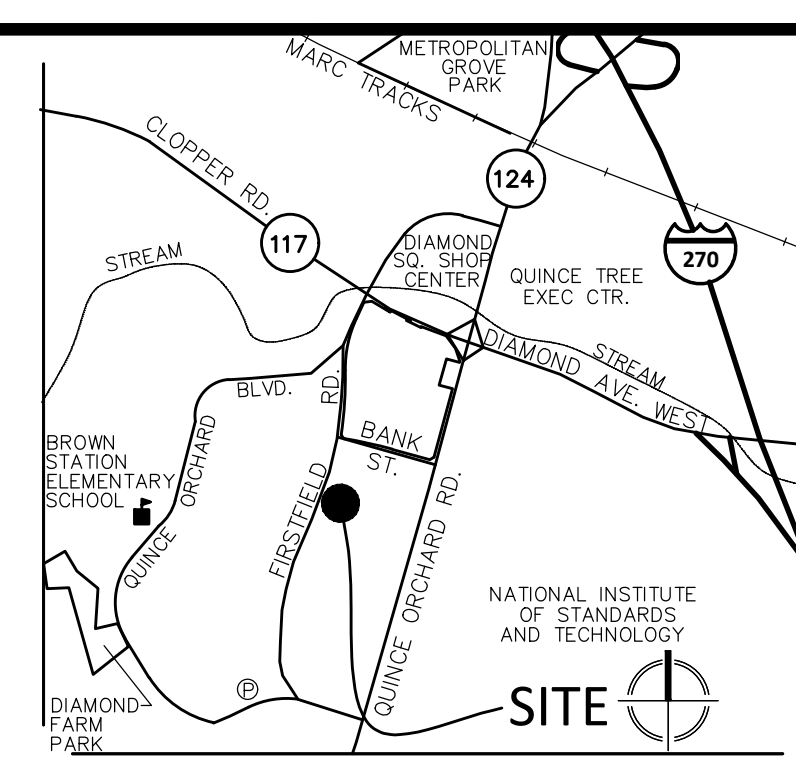 METROPOLITAN
GROVE
PARK
MARC TRACKS
CLOPPER RD.
124
117
270
STREAM
DIAMOND
SQ. SHOP
CENTER
QUINCE TREE
EXEC CTR.
DIAMOND AVE. WEST
STREAM
BLVD.
RD.
BANK
ST.
BROWN
STATION
ELEMENTARY
SCHOOL
QUINCE ORCHARD
FIRSTFIELD
QUINCE ORCHARD RD.
NATIONAL INSTITUTE
OF STANDARDS
AND TECHNOLOGY
P
DIAMOND
FARM
PARK
SITE